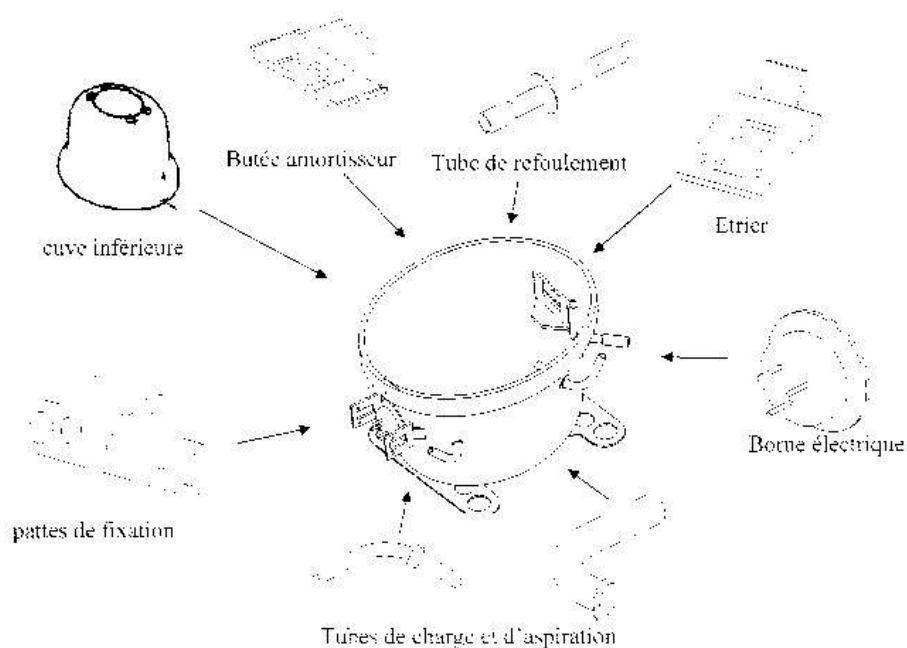 Butée amortisseur
Tube de refoulement
Etrier
cuve inférieure
Borne électrique
pattes de fixation
Tubes de charge et d'aspiration